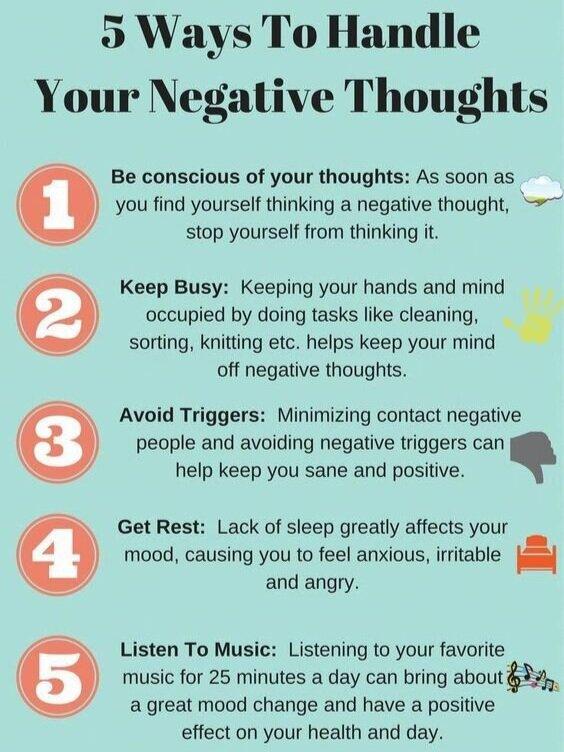 5 Ways To Handle
Your Negative Thoughts
1
Be conscious of your thoughts: As soon as
you find yourself thinking a negative thought,
stop yourself from thinking it.
2
Keep Busy: Keeping your hands and mind
occupied by doing tasks like cleaning,
sorting, knitting etc. helps keep your mind
off negative thoughts.
3
Avoid Triggers: Minimizing contact negative
people and avoiding negative triggers can
help keep you sane and positive.
4
Get Rest: Lack of sleep greatly affects your
mood, causing you to feel anxious, irritable
and angry.
5
Listen To Music: Listening to your favorite
music for 25 minutes a day can bring about
a great mood change and have a positive
effect on your health and day.